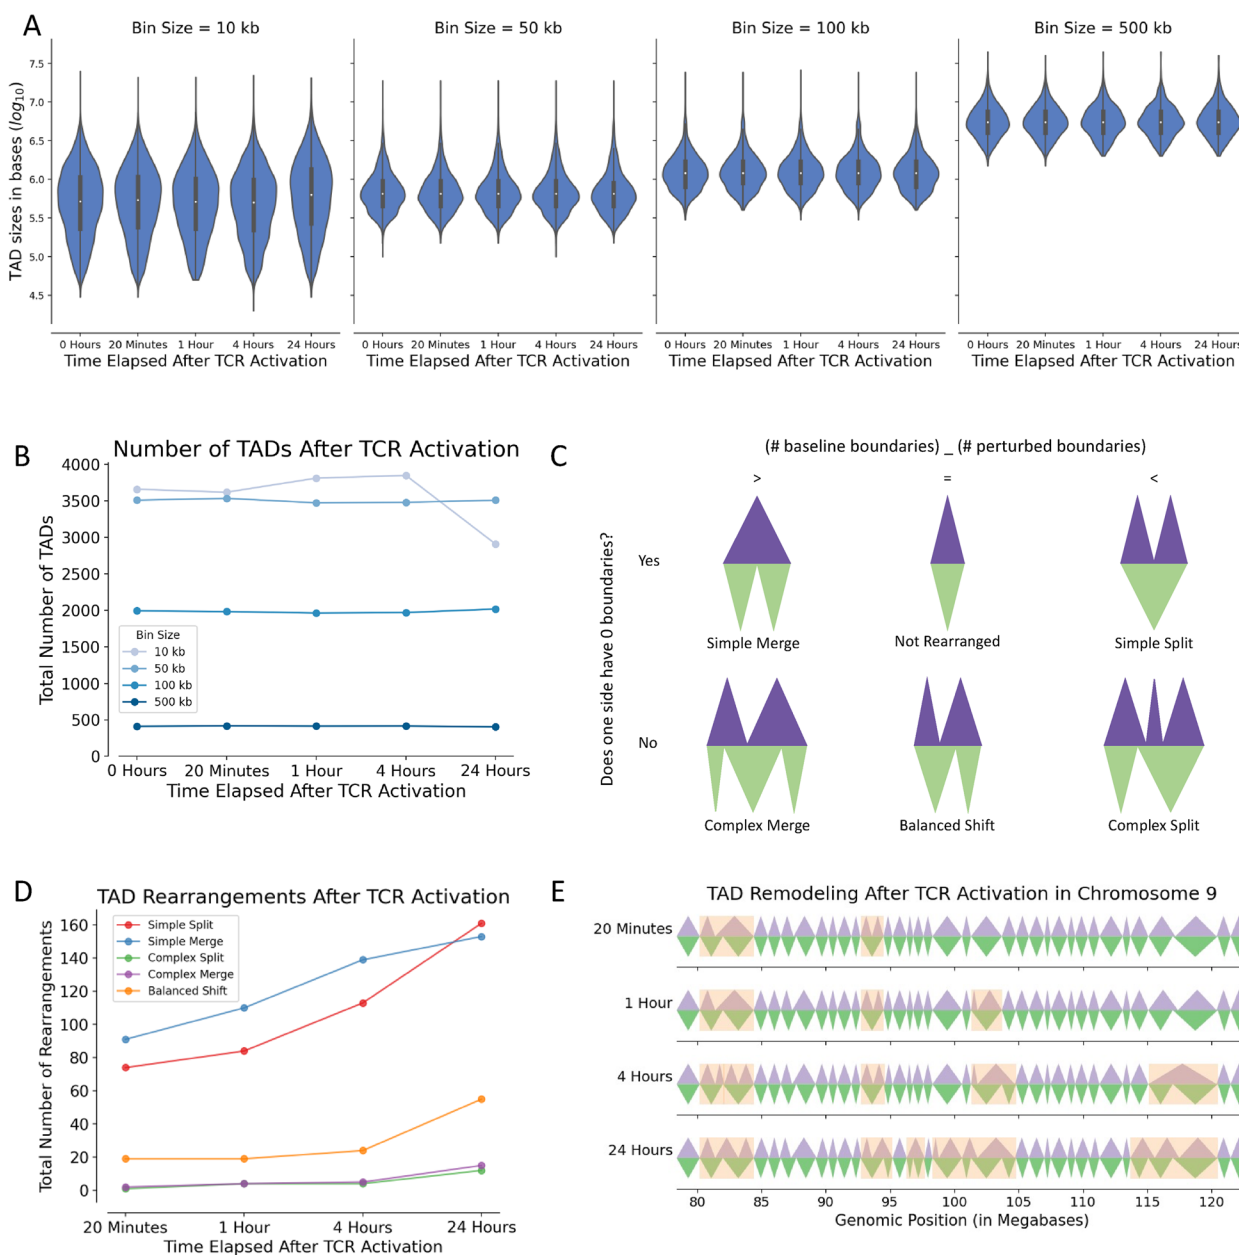 A
Bin Size = 10 kb
Bin Size = 50 kb
Bin Size = 100 kb
Bin Size = 500 kb
TAD sizes in bases (log10)
7.5
7.0
6.5
6.0
5.5
5.0
4.5
0 Hours 20 Minutes 1 Hour 4 Hours 24 Hours
0 Hours 20 Minutes 1 Hour 4 Hours 24 Hours
0 Hours 20 Minutes 1 Hour 4 Hours 24 Hours
0 Hours 20 Minutes 1 Hour 4 Hours 24 Hours
Time Elapsed After TCR Activation
Time Elapsed After TCR Activation
Time Elapsed After TCR Activation
Time Elapsed After TCR Activation
B
Number of TADs After TCR Activation
Total Number of TADs
4000
3500
3000
2500
2000
1500
1000
500
0
Bin Size
10 kb
50 kb
100 kb
500 kb
0 Hours 20 Minutes 1 Hour 4 Hours 24 Hours
Time Elapsed After TCR Activation
C
(# baseline boundaries) _ (# perturbed boundaries)
> = <
Does one side have 0 boundaries?
Yes
Simple Merge Not Rearranged Simple Split
No
Complex Merge Balanced Shift Complex Split
D
TAD Rearrangements After TCR Activation
Total Number of Rearrangements
160
140
120
100
80
60
40
20
0
Simple Split
Simple Merge
Complex Split
Complex Merge
Balanced Shift
20 Minutes 1 Hour 4 Hours 24 Hours
Time Elapsed After TCR Activation
E
TAD Remodeling After TCR Activation in Chromosome 9
20 Minutes
1 Hour
4 Hours
24 Hours
80 85 90 95 100 105 110 115 120
Genomic Position (in Megabases)